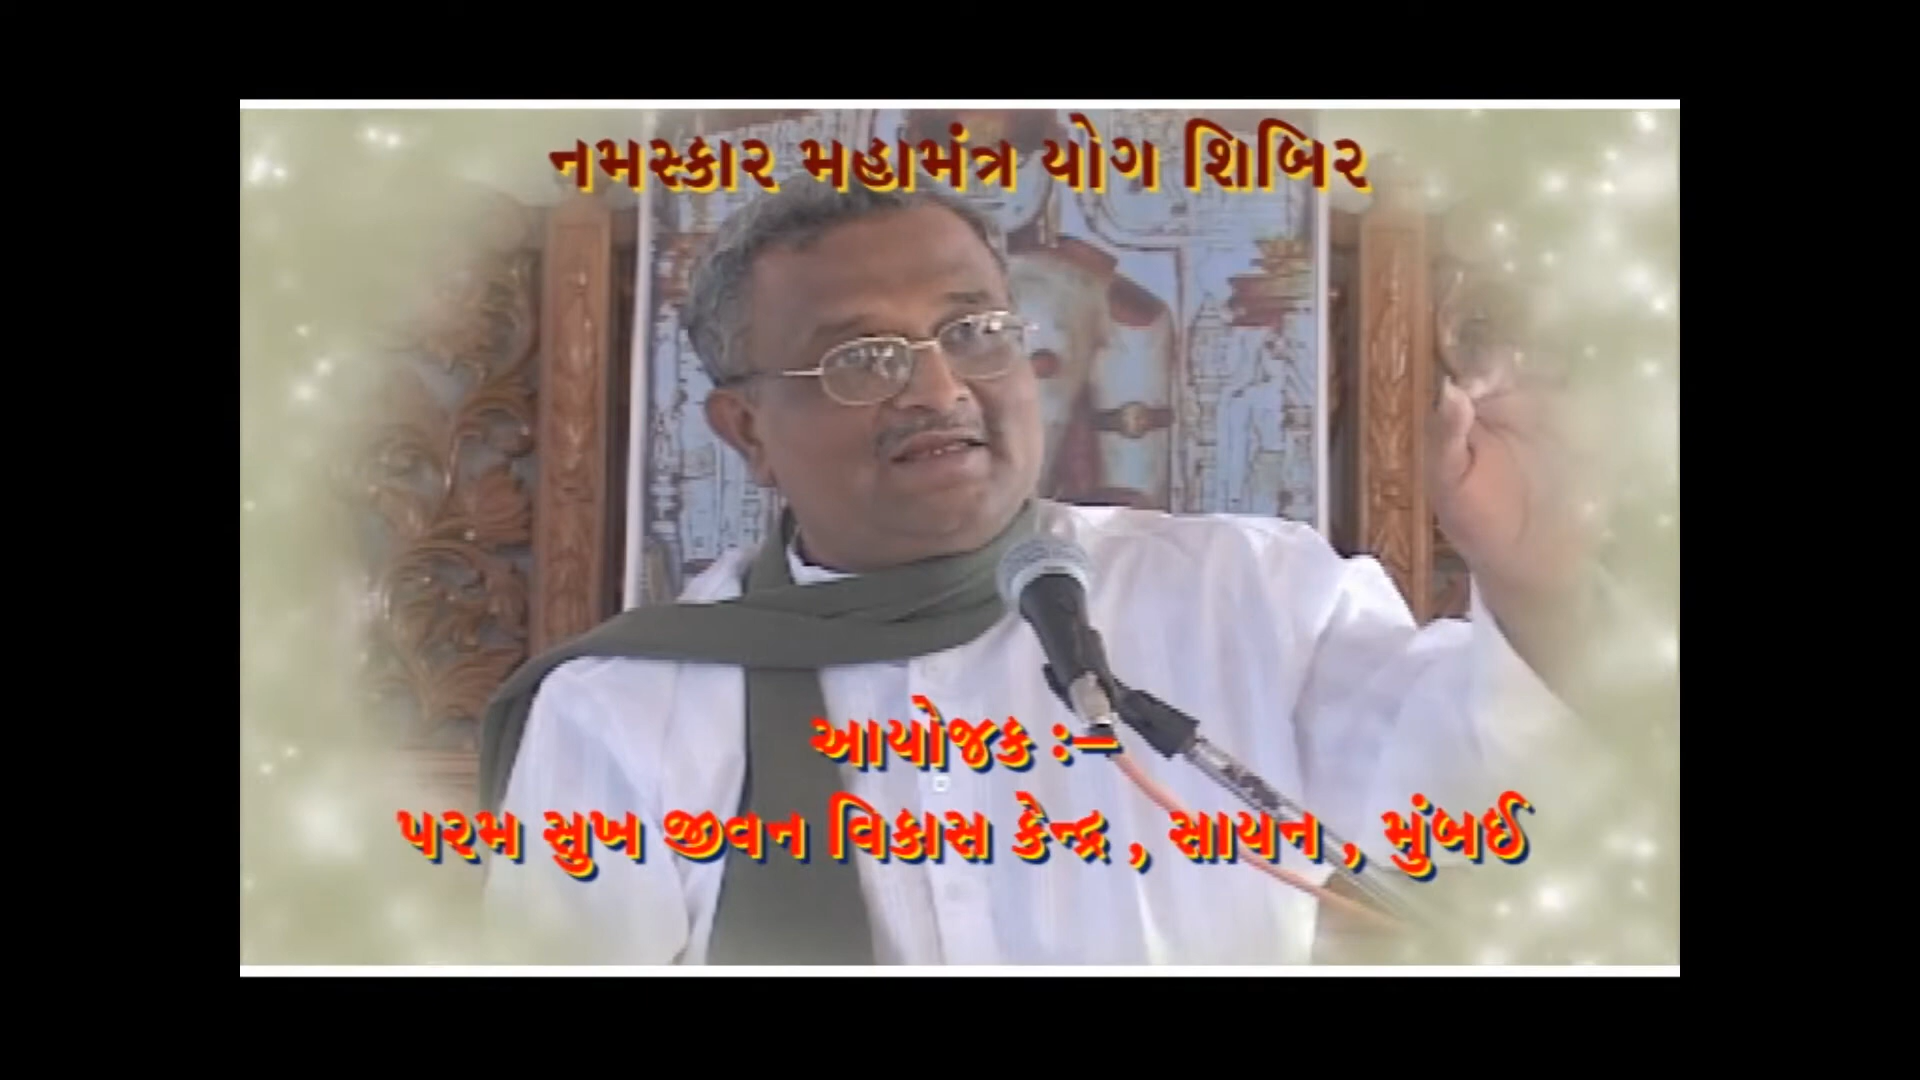 નમસ્કાર મહામંત્ર યોગ શિબિર
આયોજક :–
પરમ સુખ જીવન વિકાસ કેન્દ્ર , સાયન , મુંબઈ